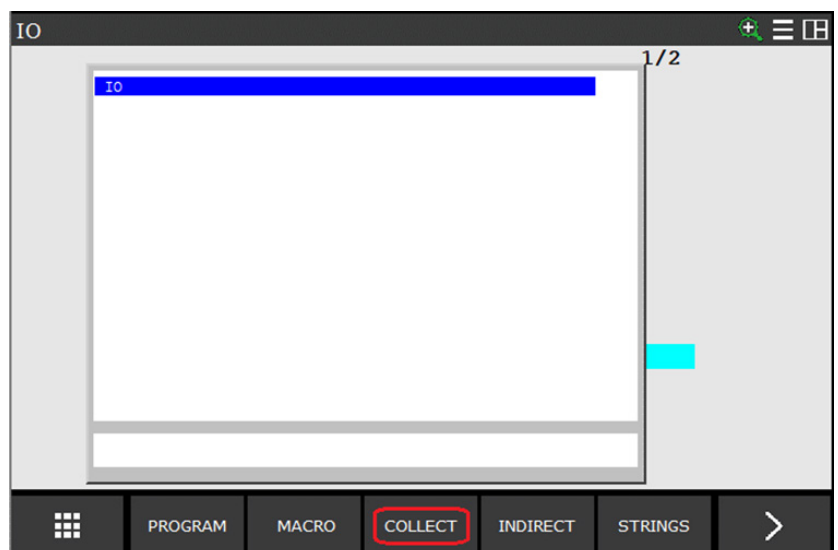 IO
1/2
IO
PROGRAM MACRO COLLECT INDIRECT STRINGS